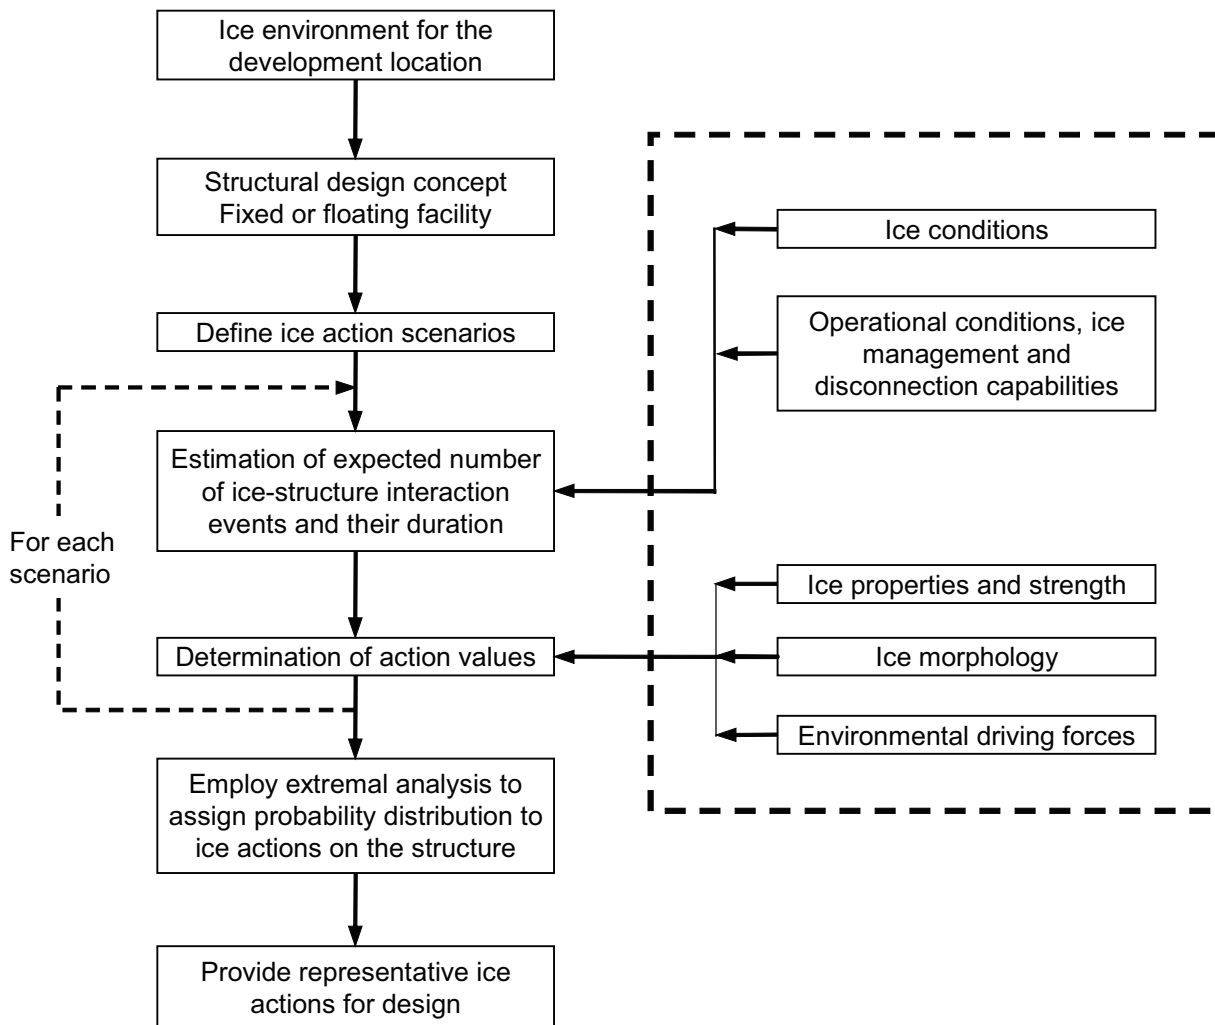 Ice environment for the
development location
Structural design concept
Fixed or floating facility
Define ice action scenarios
Estimation of expected number
of ice-structure interaction
events and their duration
For each
scenario
Determination of action values
Employ extremal analysis to
assign probability distribution to
ice actions on the structure
Provide representative ice
actions for design
Ice conditions
Operational conditions, ice
management and
disconnection capabilities
Ice properties and strength
Ice morphology
Environmental driving forces